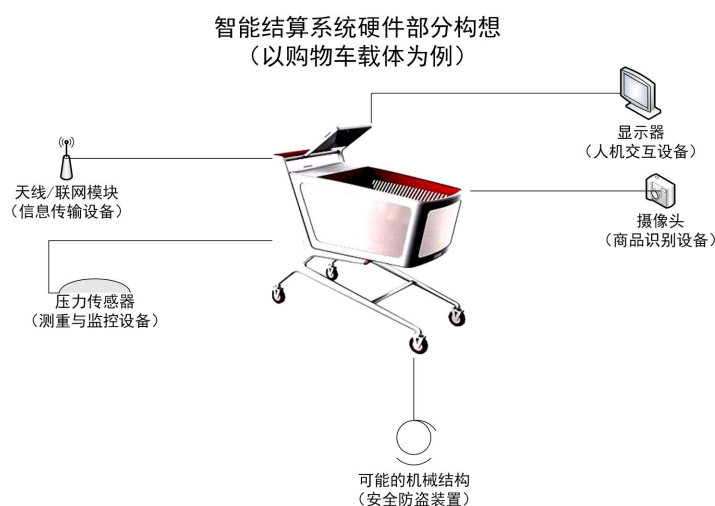 智能结算系统硬件部分构想
（以购物车载体为例）
显示器
（人机交互设备）
天线/联网模块
（信息传输设备）
摄像头
（商品识别设备）
压力传感器
（测重与监控设备）
可能的机械结构
（安全防盗装置）